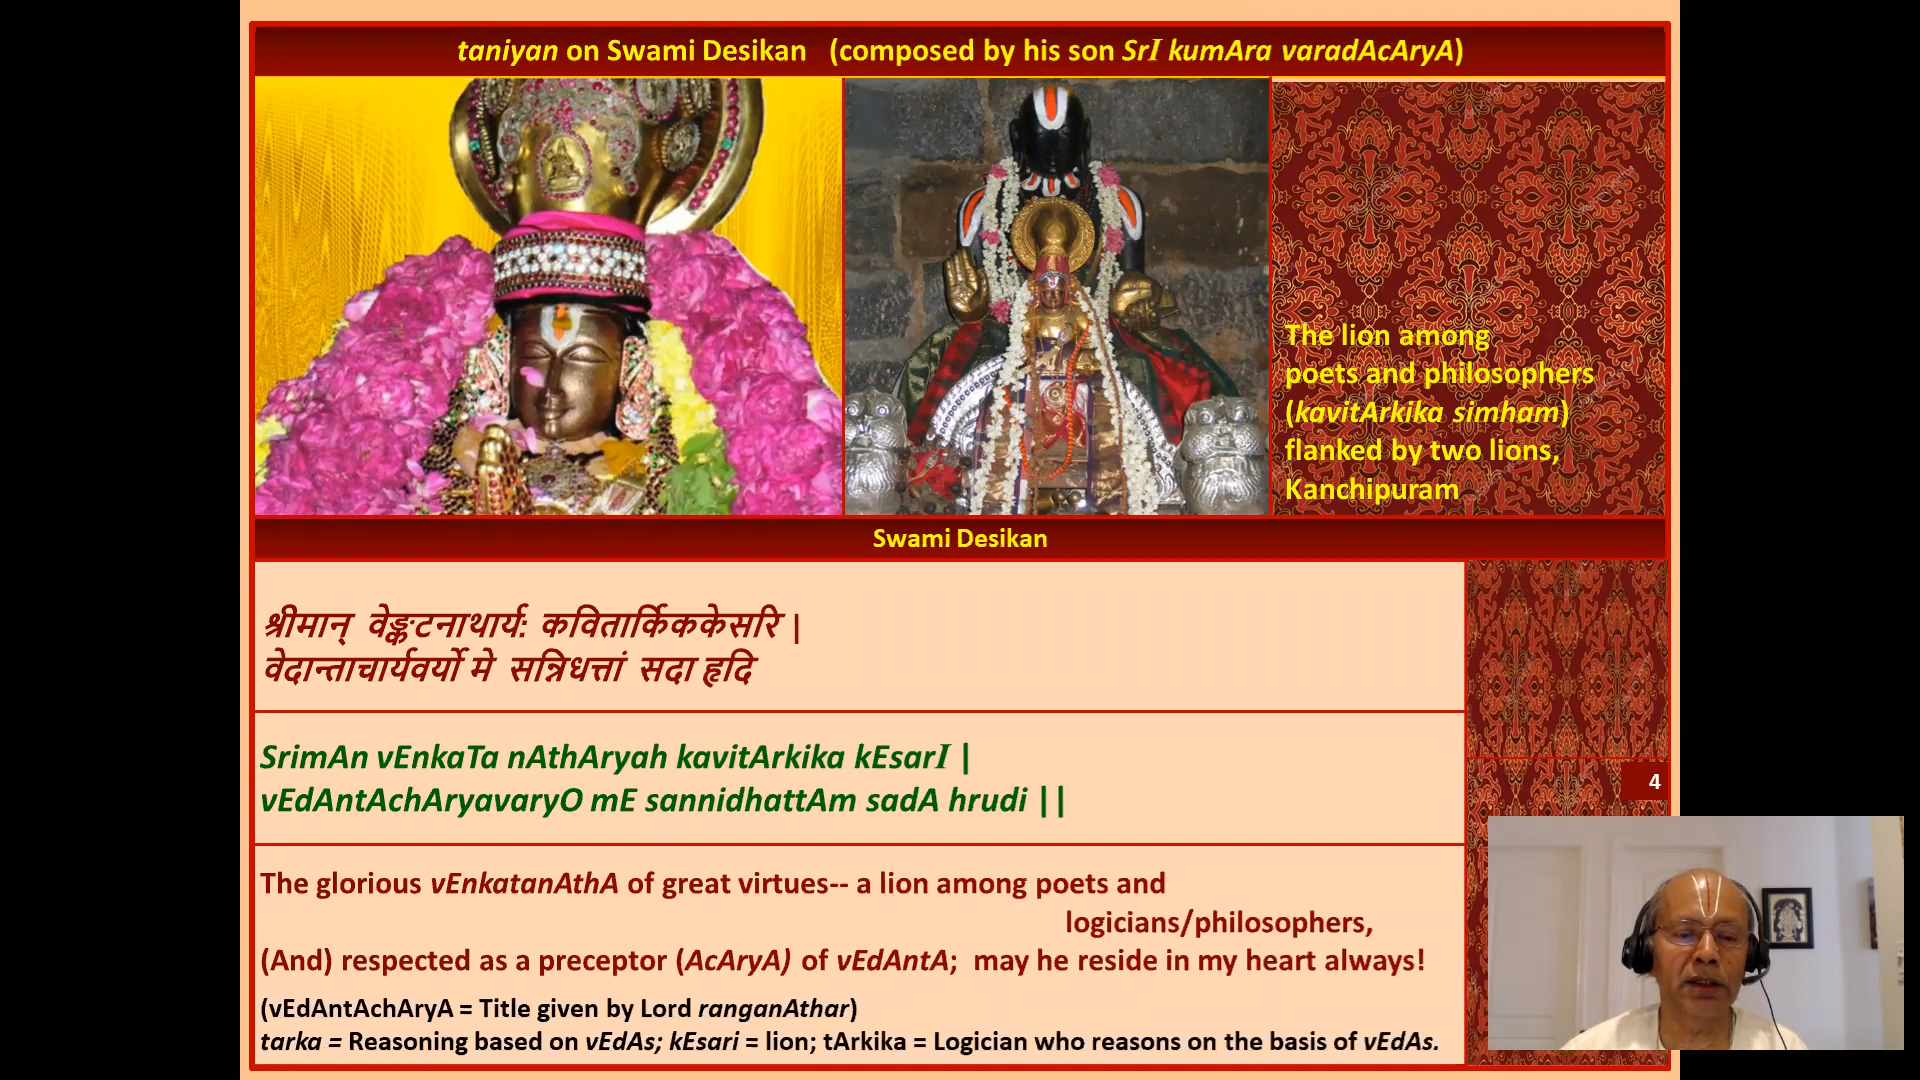 taniyan on Swami Desikan (composed by his son SrI kumAra varadAcAryA)
The lion among
poets and philosophers
(kavitArkika simham)
flanked by two lions,
Kanchipuram
Swami Desikan
श्रीमान् वेङ्कटनाथार्य: कवितार्किककेसरि |
वेदान्ताचार्यवर्यो मे सन्निधत्तां सदा हृदि
SrimAn vEnkaTa nAthAryah kavitArkika kEsarI |
vEdAntAchAryavaryO mE sannidhattAm sadA hrudi ||
4
The glorious vEnkatanAthA of great virtues-- a lion among poets and
logicians/philosophers,
(And) respected as a preceptor (AcAryA) of vEdAntA; may he reside in my heart always!
(vEdAntAchAryA = Title given by Lord ranganAthar)
tarka = Reasoning based on vEdAs; kEsari = lion; tArkika = Logician who reasons on the basis of vEdAs.